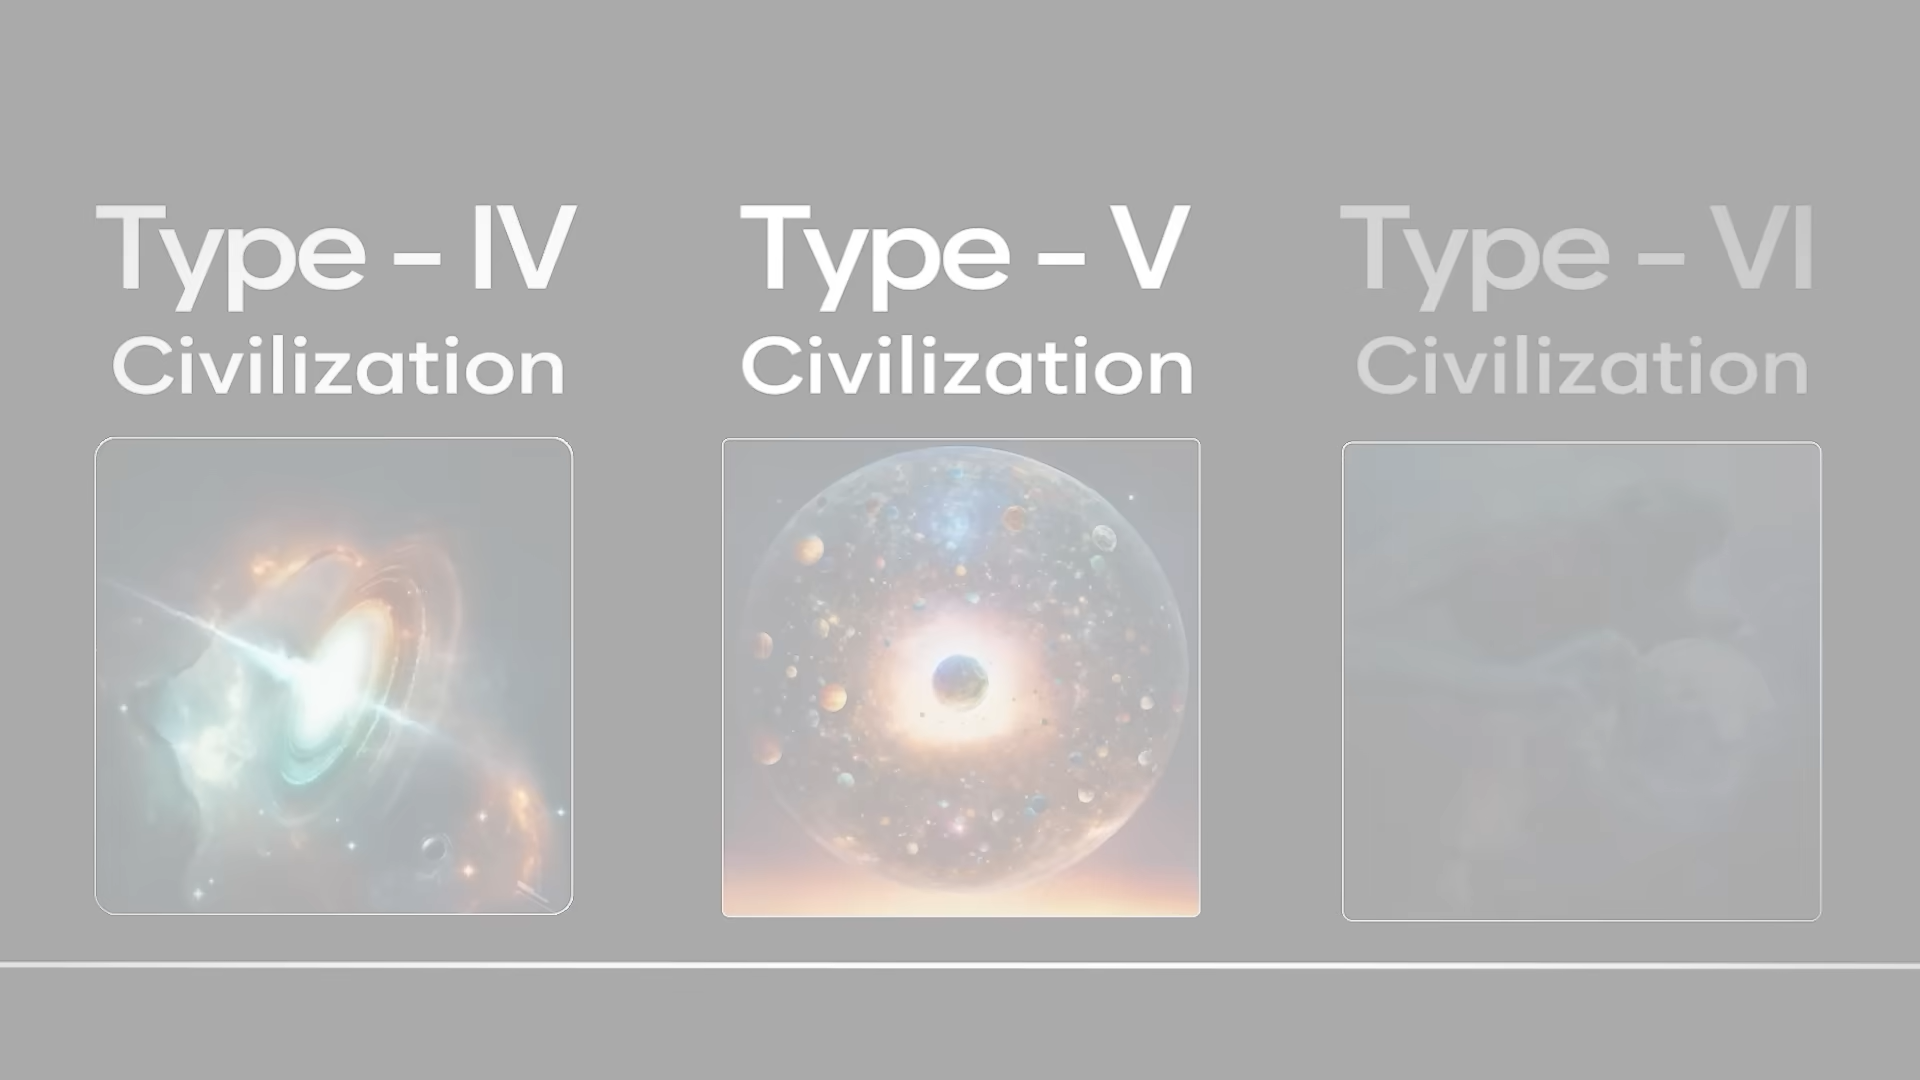 Type – IV
Civilization
Type – V
Civilization
Type – VI
Civilization